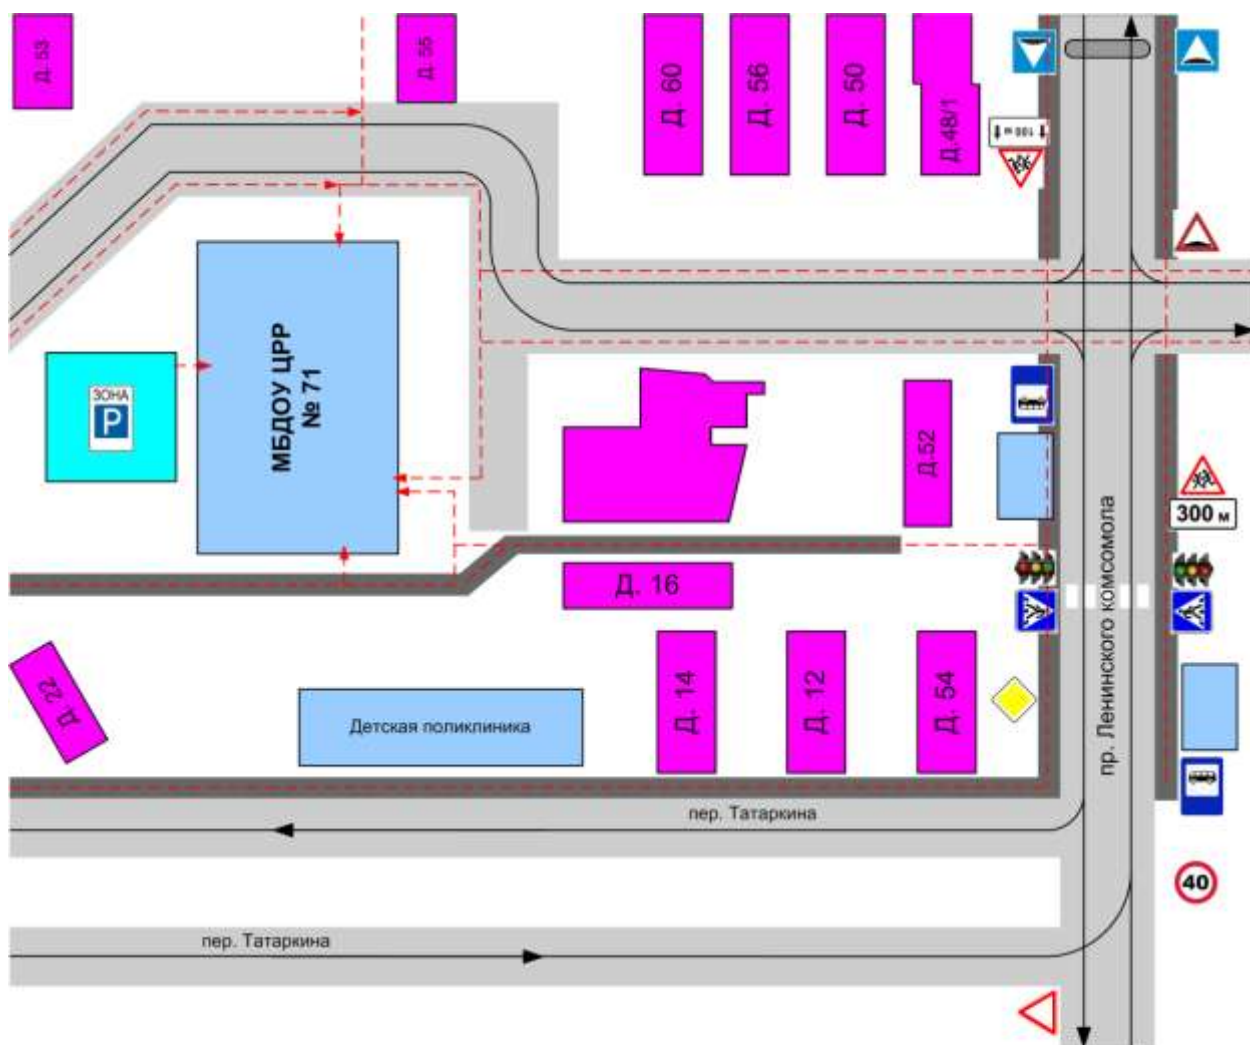 Д. 53
Д. 55
Д. 60
Д. 56
Д. 50
Д.48/1
100 м
ЗОНА
P
МБДОУ ЦРР
№ 71
Д.52
300 м
Д. 16
пр. Ленинского комсомола
Д. 22
Детская поликлиника
Д. 14
Д. 12
Д. 54
пер. Татаркина
40
пер. Татаркина